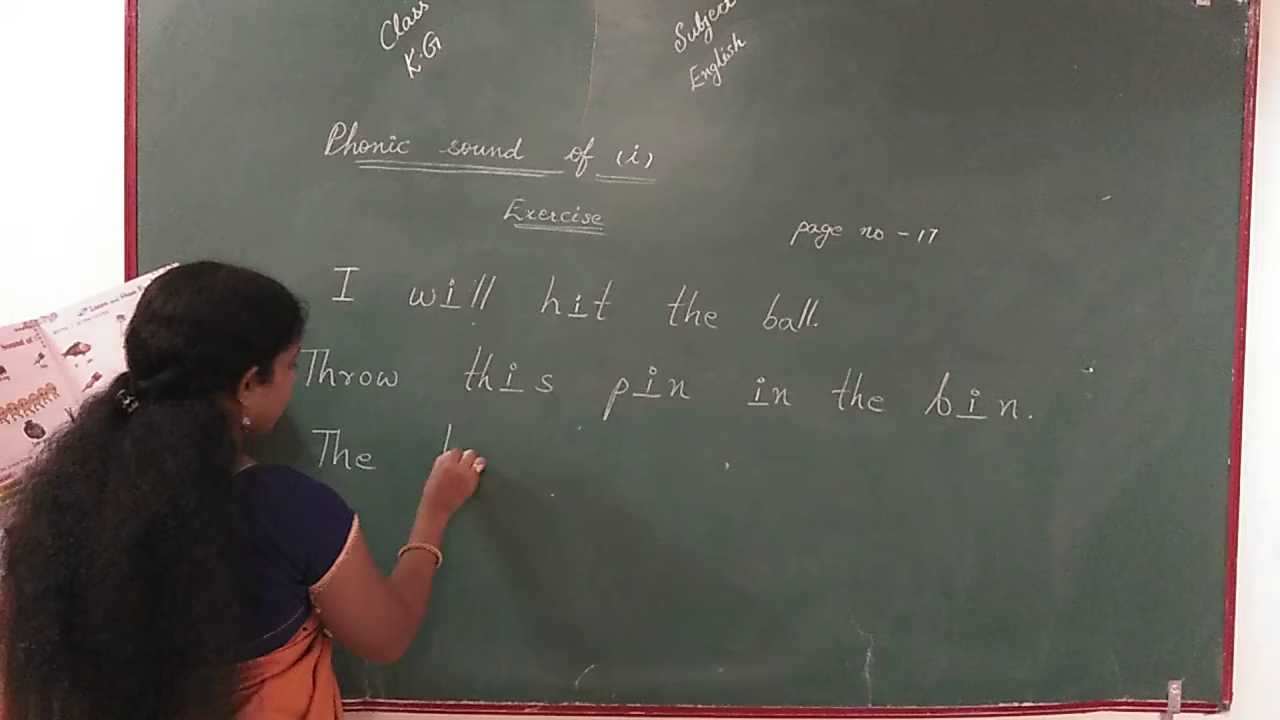 Class
K.G
Subject
English
Phonic sound of (i)
Exercise
page no - 17
I will hit the ball.
Throw this pin in the bin.
The